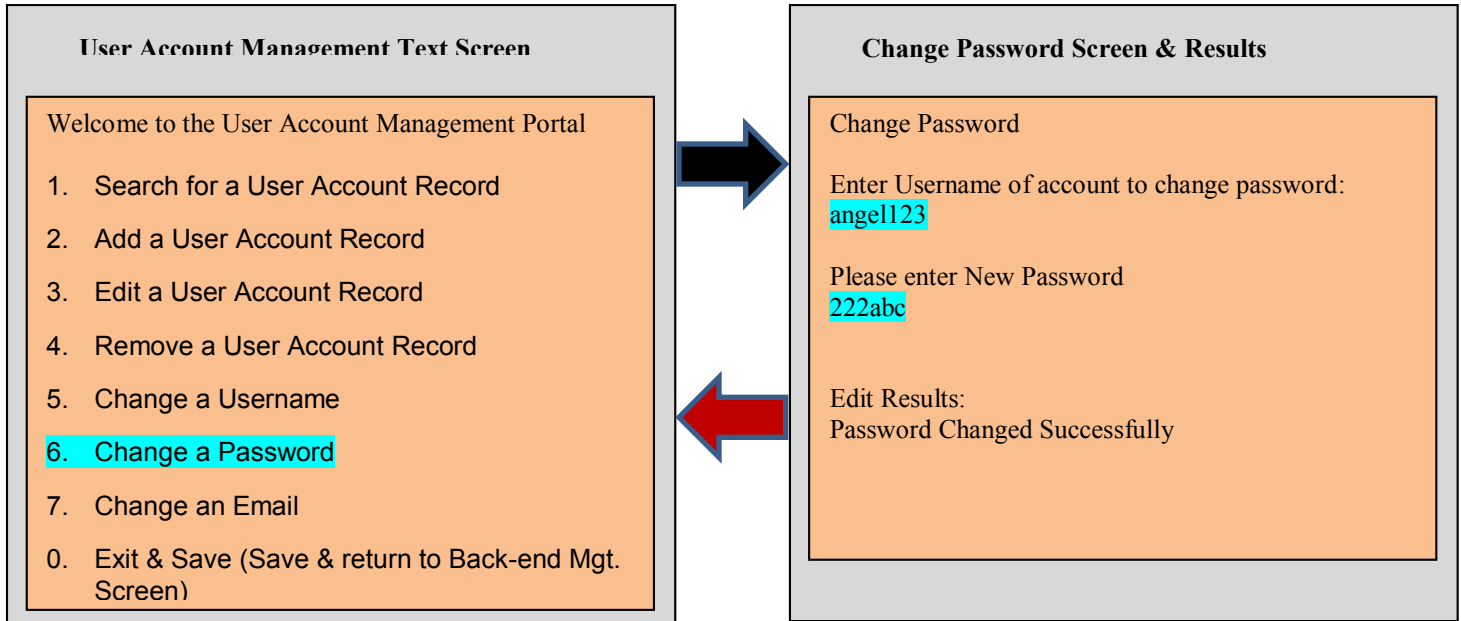 User Account Management Text Screen
Welcome to the User Account Management Portal
1. Search for a User Account Record
2. Add a User Account Record
3. Edit a User Account Record
4. Remove a User Account Record
5. Change a Username
6. Change a Password
7. Change an Email
0. Exit & Save (Save & return to Back-end Mgt.
Screen)
Change Password Screen & Results
Change Password
Enter Username of account to change password:
angel123
Please enter New Password
222abc
Edit Results:
Password Changed Successfully